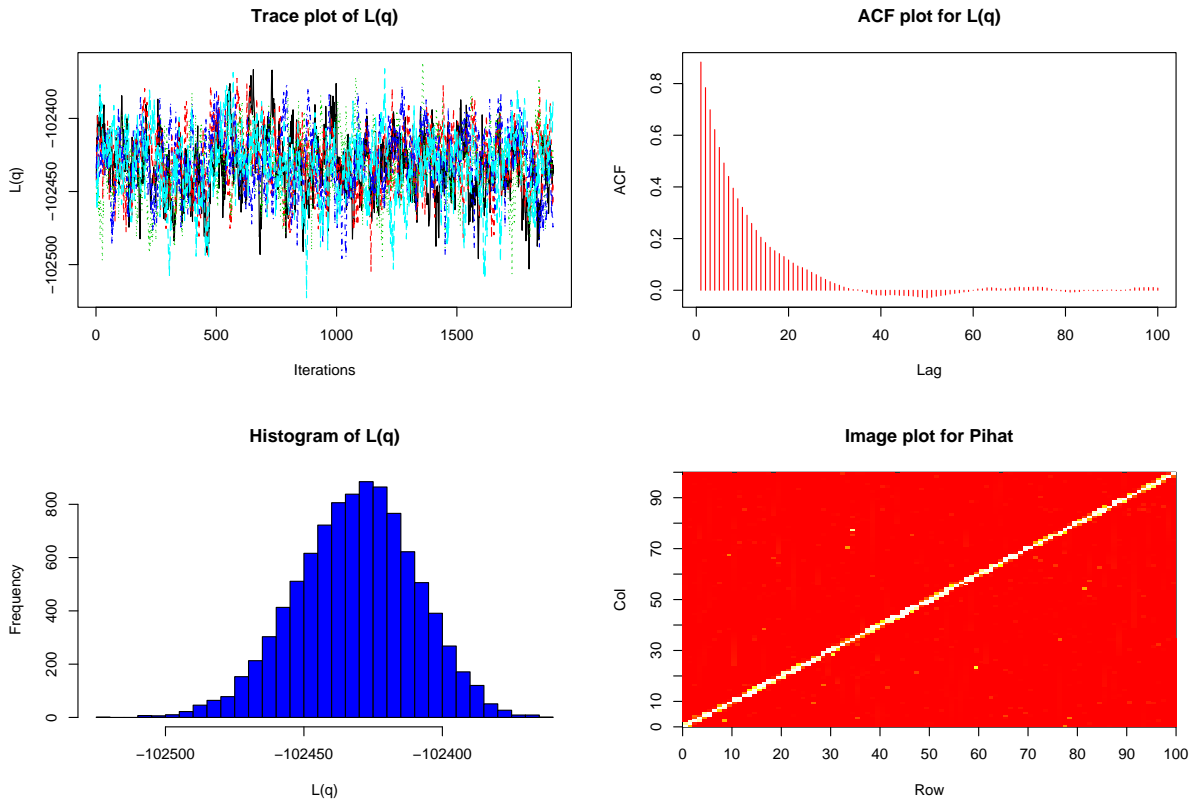 Trace plot of L(q)
L(q)
−102400
−102450
−102500
0 500 1000 1500
Iterations
ACF plot for L(q)
ACF
0.8
0.6
0.4
0.2
0.0
0 20 40 60 80 100
Lag
Histogram of L(q)
Frequency
800
600
400
200
0
−102500 −102450 −102400
L(q)
Image plot for Pihat
Col
90
70
50
30
10
0
0 10 20 30 40 50 60 70 80 90 100
Row